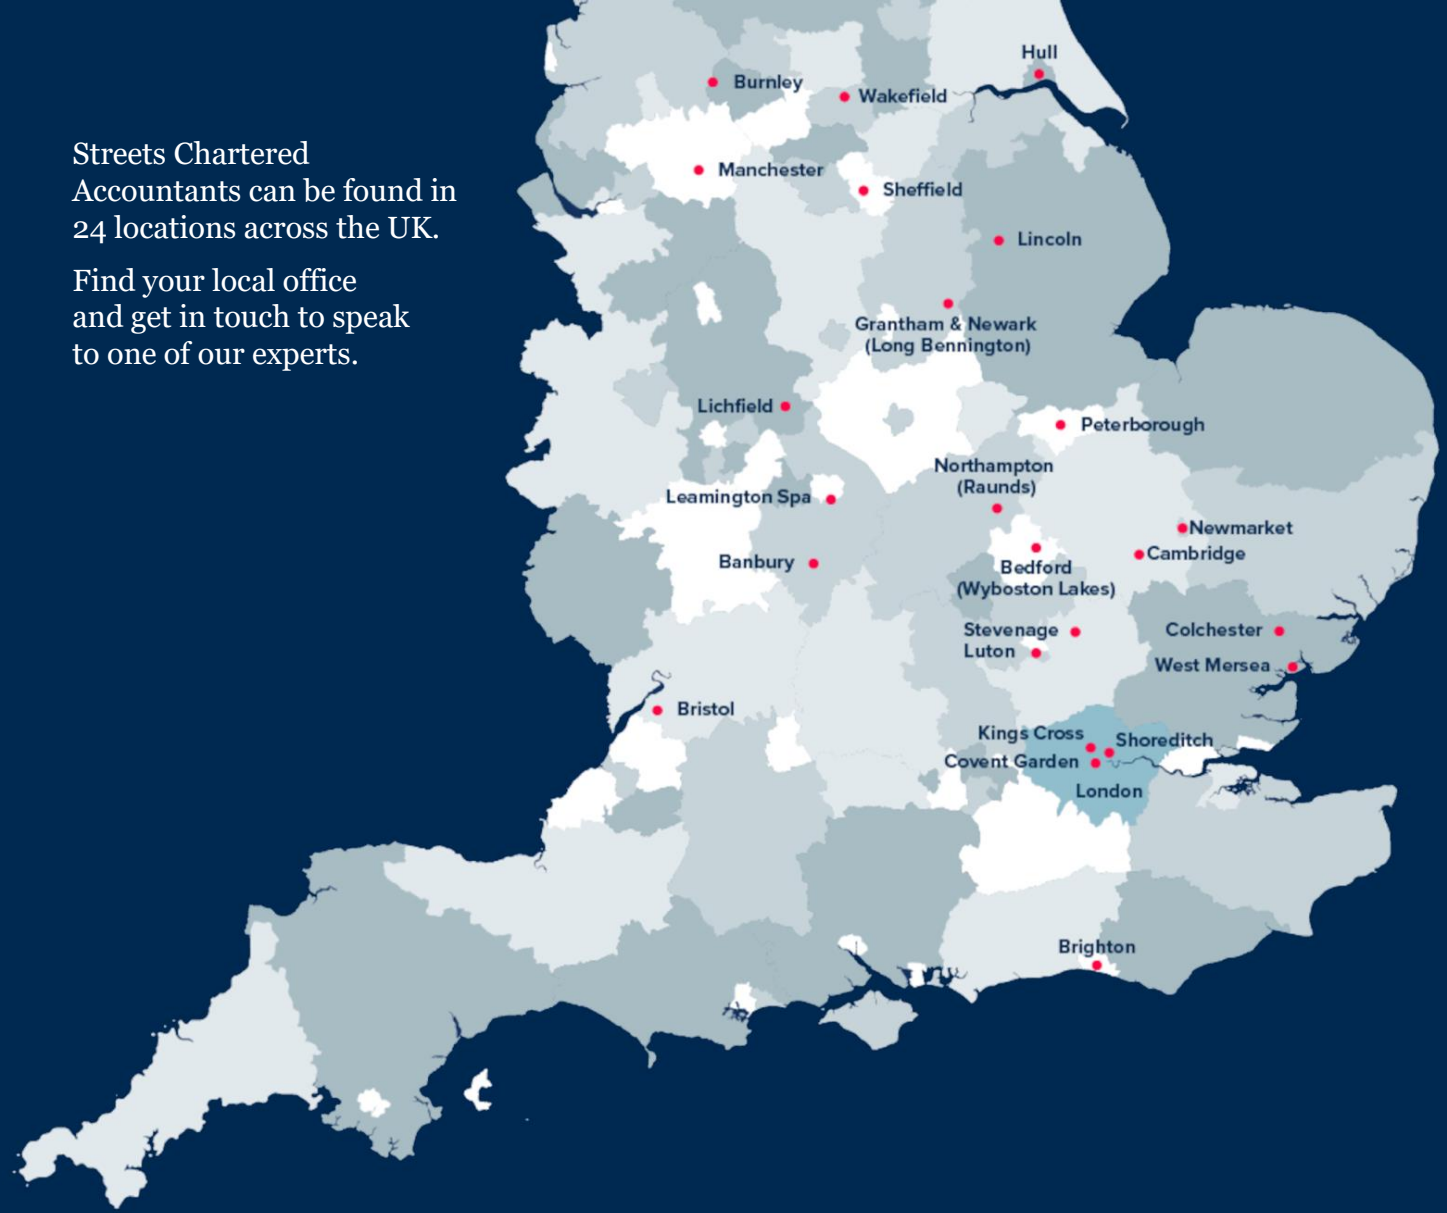 Streets Chartered
Accountants can be found in
24 locations across the UK.
Find your local office
and get in touch to speak
to one of our experts.
Hull
Burnley
Wakefield
Manchester
Sheffield
Lincoln
Grantham & Newark
(Long Bennington)
Lichfield
Peterborough
Northampton
(Raunds)
Leamington Spa
Newmarket
Cambridge
Banbury
Bedford
(Wyboston Lakes)
Stevenage
Colchester
Luton
West Mersea
Bristol
Kings Cross
Shoreditch
Covent Garden
London
Brighton